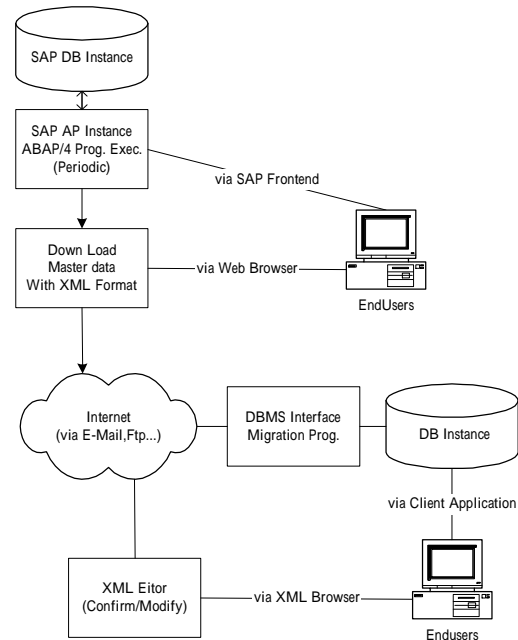 SAP DB Instance
SAP AP Instance
ABAP/4 Prog. Exec.
(Periodic)
via SAP Frontend
Down Load
Master data
With XML Format
via Web Browser
EndUsers
Internet
(via E-Mail,Ftp...)
DBMS Interface
Migration Prog.
DB Instance
via Client Application
XML Eitor
(Confirm/Modify)
via XML Browser
Endusers